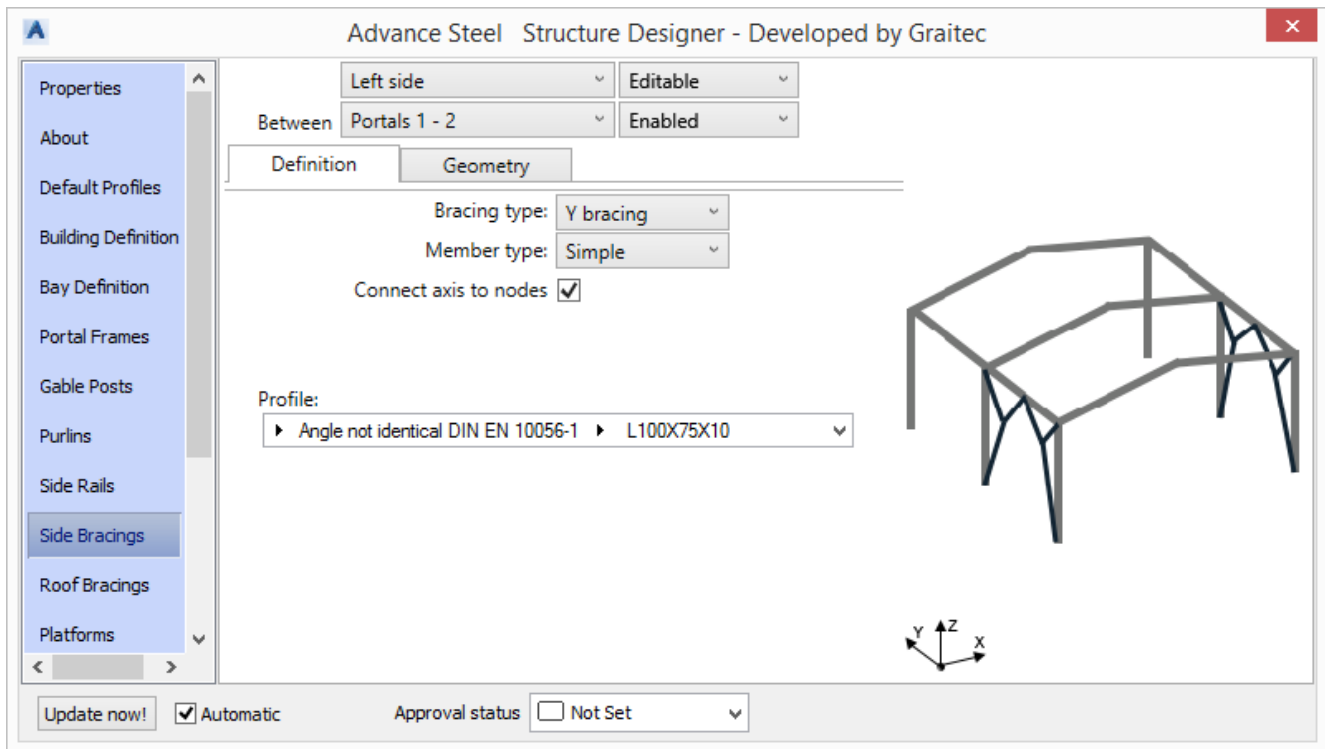 Advance Steel Structure Designer - Developed by Graitec
Properties
About
Default Profiles
Building Definition
Bay Definition
Portal Frames
Gable Posts
Purlins
Side Rails
Side Bracings
Roof Bracings
Platforms
Left side Editable
Between Portals 1 - 2 Enabled
Definition Geometry
Bracing type: Y bracing
Member type: Simple
Connect axis to nodes
Profile:
Angle not identical DIN EN 10056-1 L100X75X10
Y Z X
Update now! Automatic Approval status Not Set